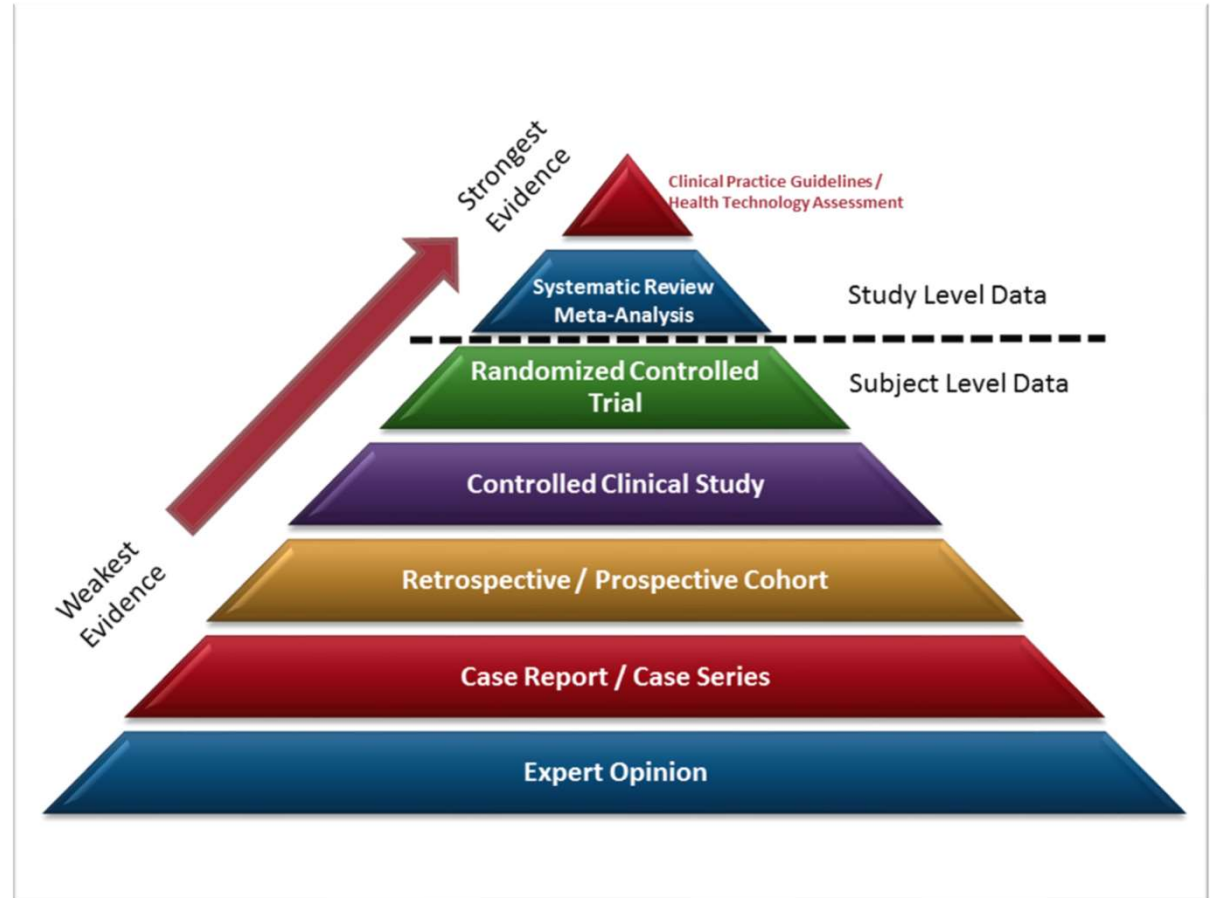 Strongest
Evidence
Clinical Practice Guidelines /
Health Technology Assessment
Systematic Review
Meta-Analysis
Study Level Data
Randomized Controlled
Trial
Subject Level Data
Controlled Clinical Study
Weakest
Evidence
Retrospective / Prospective Cohort
Case Report / Case Series
Expert Opinion